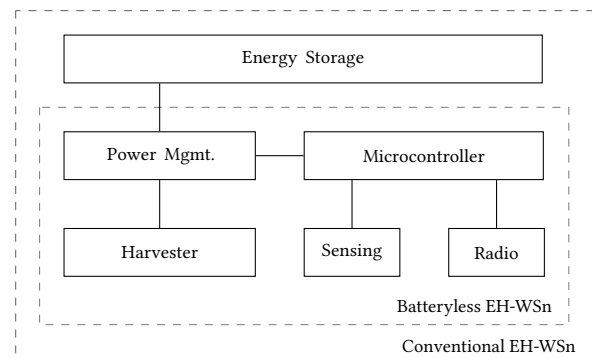 Energy Storage
Power Mgmt.
Microcontroller
Harvester
Sensing
Radio
Batteryless EH-WSn
Conventional EH-WSn